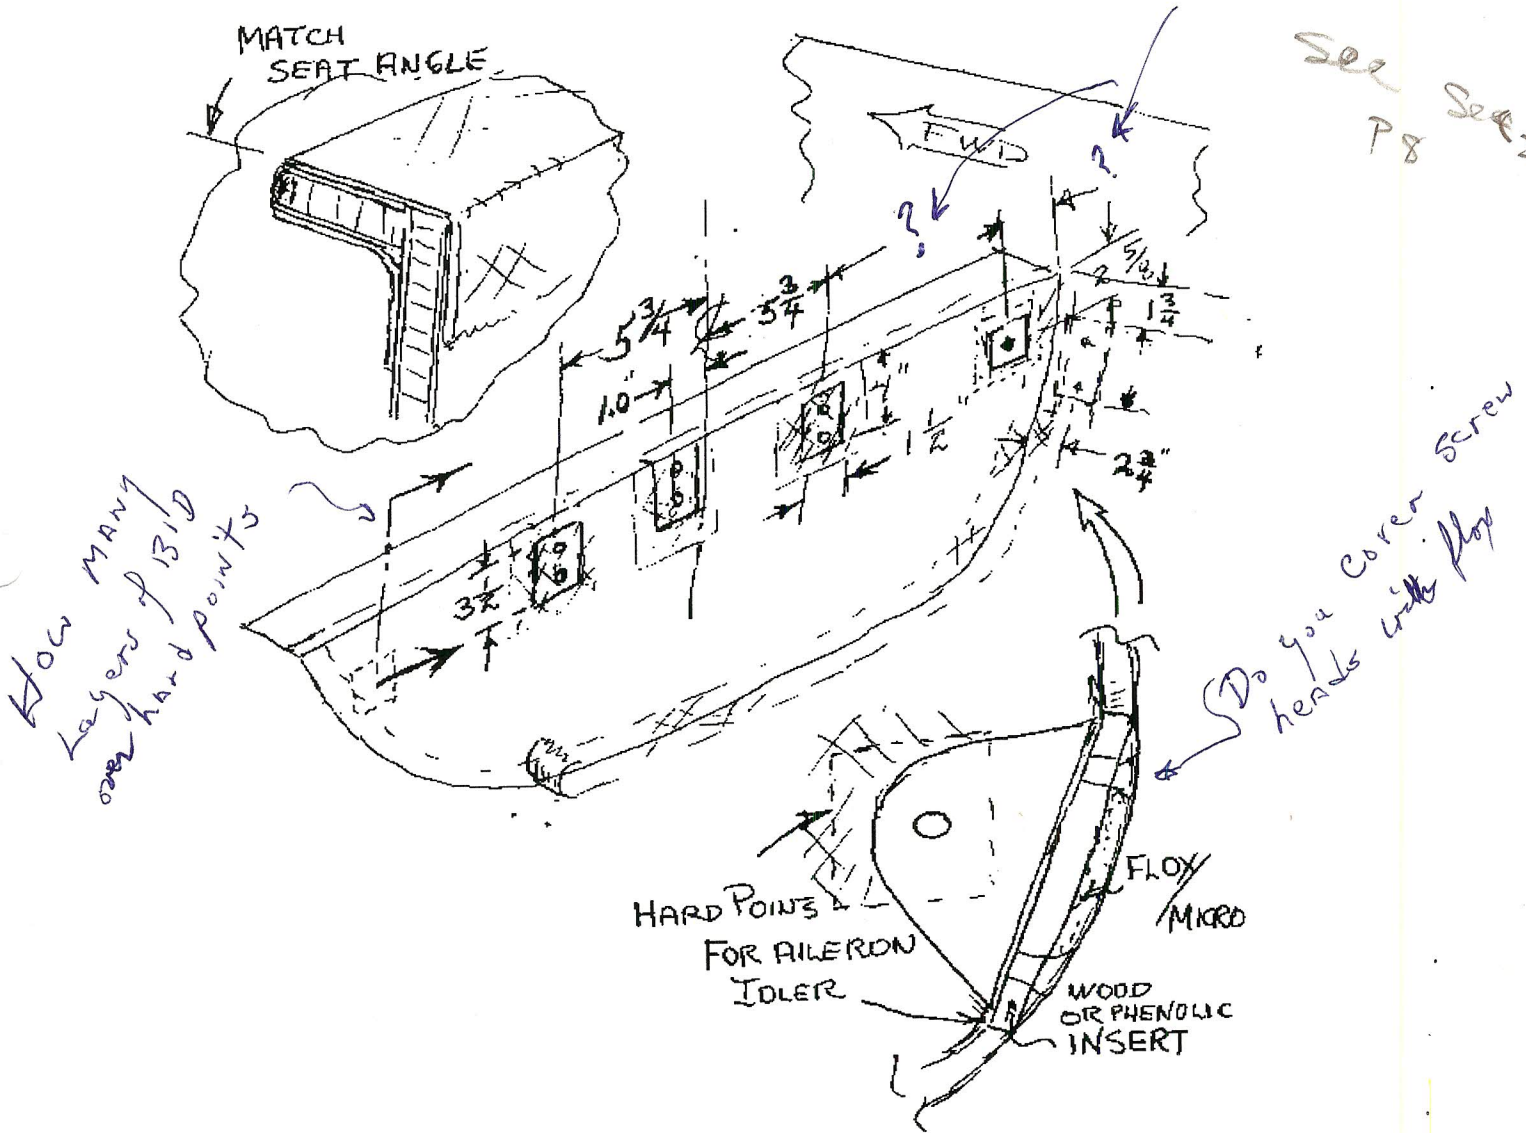 MATCH
SEAT ANGLE
See Seq.
P8
FWD
?
?
5/8
1 3/4
5 3/4
5 3/4
1.0"
1"
1 1/2"
2 3/4"
3 1/2
How MANY
Layers of BID
over hard points
Do you cover screw
heads with flox
FLOX/
MICRO
HARD POINTS
FOR AILERON
IDLER
WOOD
OR PHENOLIC
INSERT